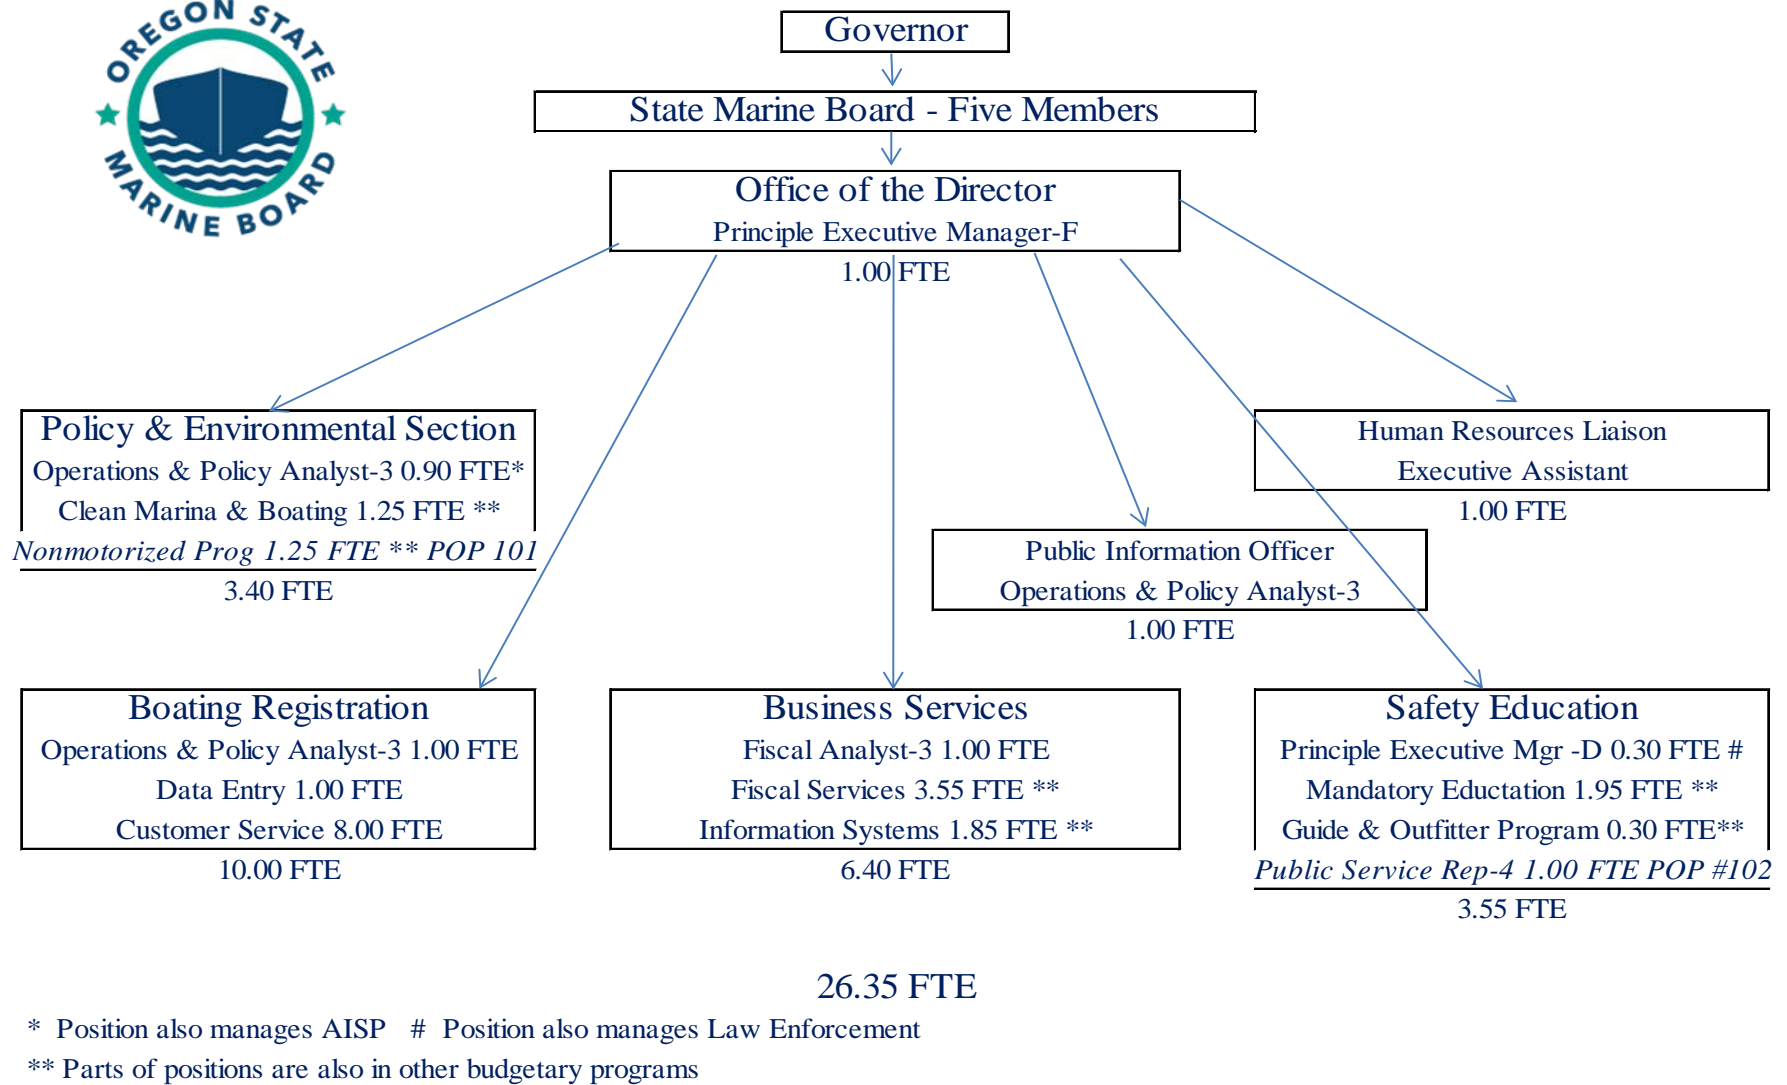 OREGON STATE
MARINE BOARD
Governor
State Marine Board - Five Members
Office of the Director
Principle Executive Manager-F
1.00 FTE
Policy & Environmental Section
Operations & Policy Analyst-3 0.90 FTE*
Clean Marina & Boating 1.25 FTE **
Nonmotorized Prog 1.25 FTE ** POP 101
3.40 FTE
Human Resources Liaison
Executive Assistant
1.00 FTE
Public Information Officer
Operations & Policy Analyst-3
1.00 FTE
Boating Registration
Operations & Policy Analyst-3 1.00 FTE
Data Entry 1.00 FTE
Customer Service 8.00 FTE
10.00 FTE
Business Services
Fiscal Analyst-3 1.00 FTE
Fiscal Services 3.55 FTE **
Information Systems 1.85 FTE **
6.40 FTE
Safety Education
Principle Executive Mgr -D 0.30 FTE #
Mandatory Eductation 1.95 FTE **
Guide & Outfitter Program 0.30 FTE**
Public Service Rep-4 1.00 FTE POP #102
3.55 FTE
26.35 FTE
* Position also manages AISP # Position also manages Law Enforcement
** Parts of positions are also in other budgetary programs